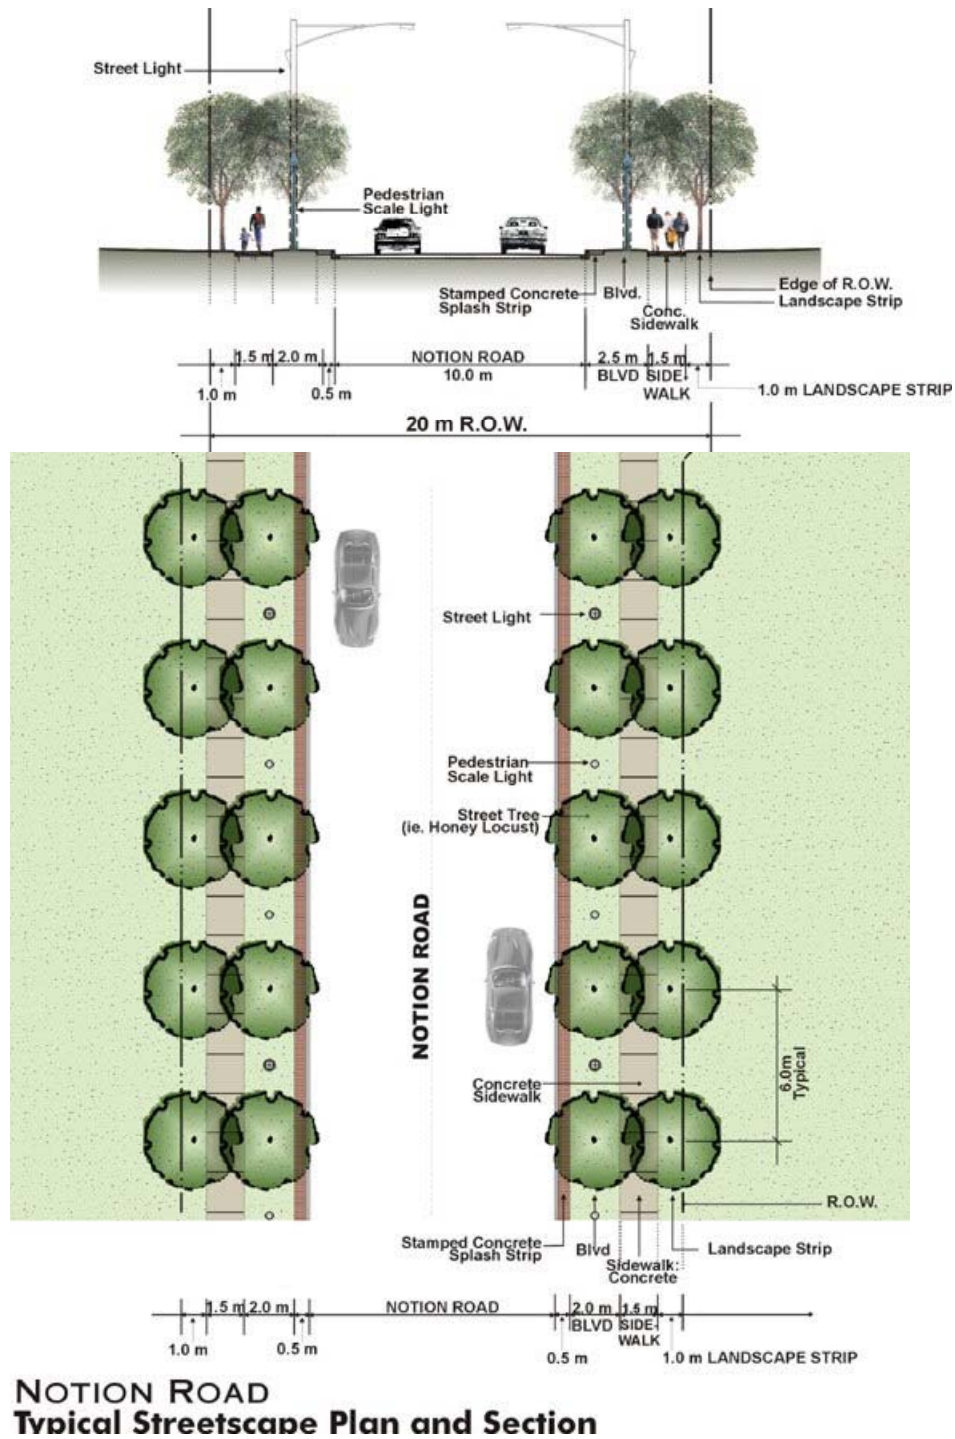 Street Light
Pedestrian
Scale Light
Stamped Concrete
Splash Strip
Blvd.
Conc.
Sidewalk
Edge of R.O.W.
Landscape Strip
1.5 m
2.0 m
NOTION ROAD
2.5 m
1.5 m
1.0 m
0.5 m
10.0 m
BLVD
SIDE-
WALK
1.0 m LANDSCAPE STRIP
20 m R.O.W.
Street Light
Pedestrian
Scale Light
Street Tree
(ie. Honey Locust)
NOTION ROAD
Concrete
Sidewalk
6.0m
Typical
R.O.W.
Stamped Concrete
Splash Strip
Blvd
Sidewalk:
Concrete
Landscape Strip
1.5 m
2.0 m
NOTION ROAD
2.0 m
1.5 m
BLVD
SIDE-
WALK
1.0 m
0.5 m
0.5 m
1.0 m LANDSCAPE STRIP
NOTION ROAD
Typical Streetscape Plan and Section